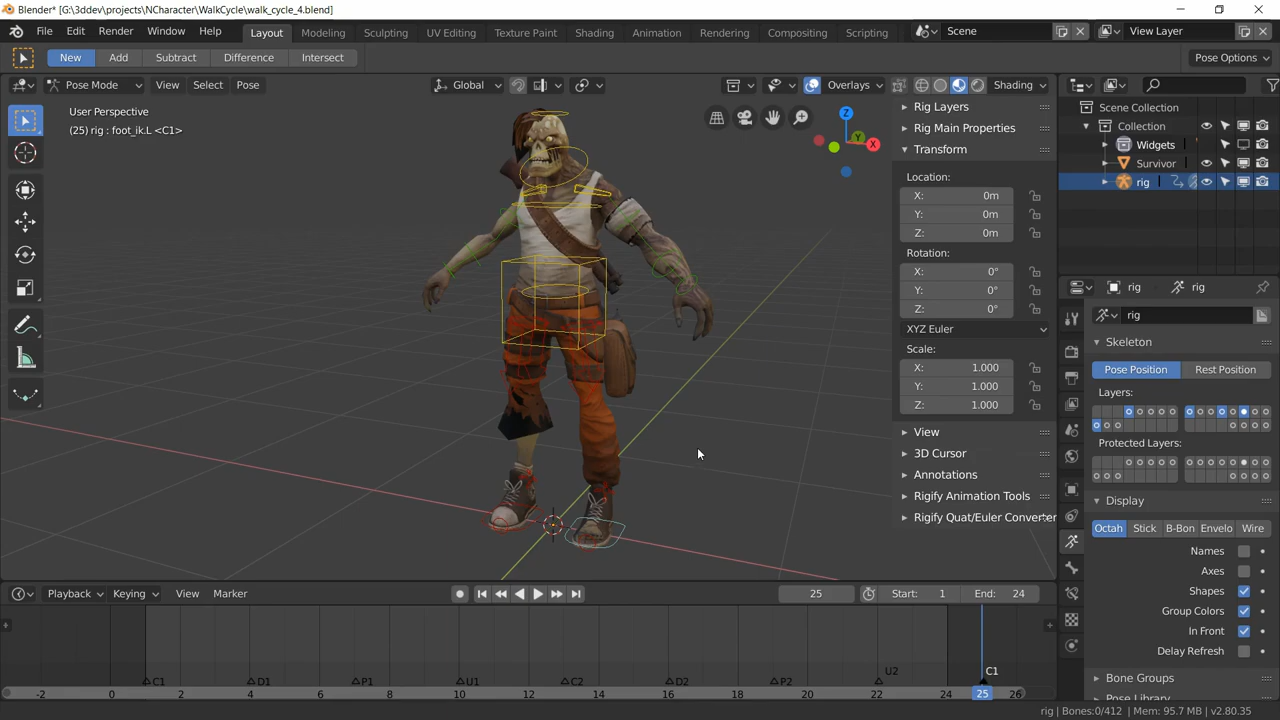 Blender* [G:\3ddev\projects\NCharacter\WalkCycle\walk_cycle_4.blend]
File Edit Render Window Help Layout Modeling Sculpting UV Editing Texture Paint Shading Animation Rendering Compositing Scripting Scene View Layer
New Add Subtract Difference Intersect Pose Options
Pose Mode View Select Pose Global Overlays Shading
User Perspective
(25) rig : foot_ik.L <C1>
Z
Y
X
Rig Layers
Rig Main Properties
Transform
Location:
X: 0m
Y: 0m
Z: 0m
Rotation:
X: 0°
Y: 0°
Z: 0°
XYZ Euler
Scale:
X: 1.000
Y: 1.000
Z: 1.000
View
3D Cursor
Annotations
Rigify Animation Tools
Rigify Quat/Euler Converter
Scene Collection
Collection
Widgets
Survivor
rig
rig rig
rig
Skeleton
Pose Position Rest Position
Layers:
Protected Layers:
Display
Octah Stick B-Bon Envelo Wire
Names
Axes
Shapes
Group Colors
In Front
Delay Refresh
Bone Groups
Pose Library
Playback Keying View Marker 25 Start: 1 End: 24
C1 D1 P1 U1 C2 D2 P2 U2 C1
-2 0 2 4 6 8 10 12 14 16 18 20 22 24 25 26
rig | Bones:0/412 | Mem: 95.7 MB | v2.80.35